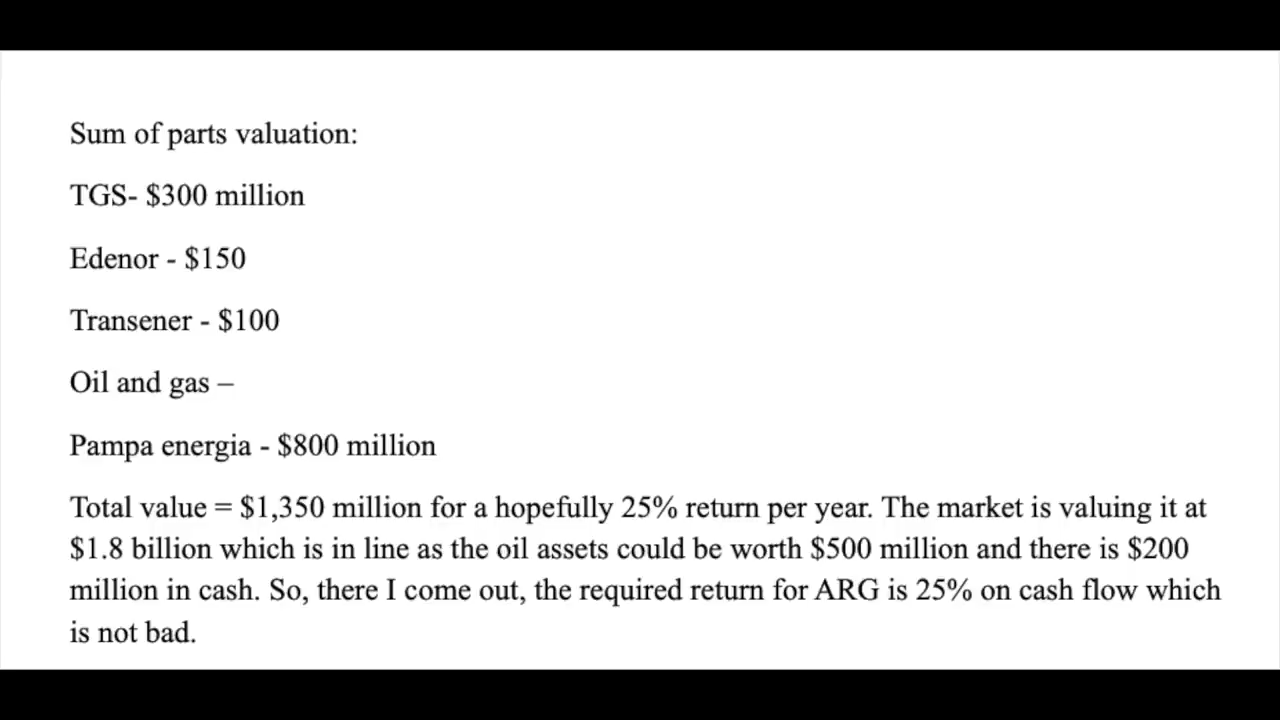 Sum of parts valuation:
TGS- $300 million
Edenor - $150
Transener - $100
Oil and gas –
Pampa energia - $800 million
Total value = $1,350 million for a hopefully 25% return per year. The market is valuing it at
$1.8 billion which is in line as the oil assets could be worth $500 million and there is $200
million in cash. So, there I come out, the required return for ARG is 25% on cash flow which
is not bad.